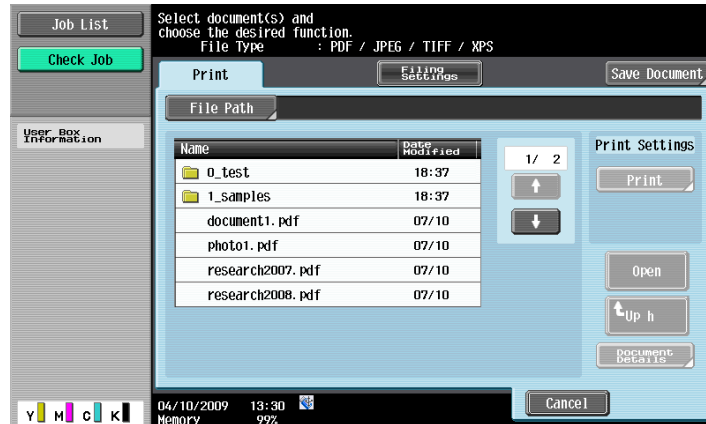 Job List
Check Job
Select document(s) and
choose the desired function.
File Type : PDF / JPEG / TIFF / XPS
Print
Filing
Settings
Save Document
File Path
User Box
Information
Name Date
Modified
0_test 18:37
1_samples 18:37
document1.pdf 07/10
photo1.pdf 07/10
research2007.pdf 07/10
research2008.pdf 07/10
1/ 2
Print Settings
Print
Open
Up h
Document
Details
Cancel
Y M C K
04/10/2009 13:30
Memory 99%